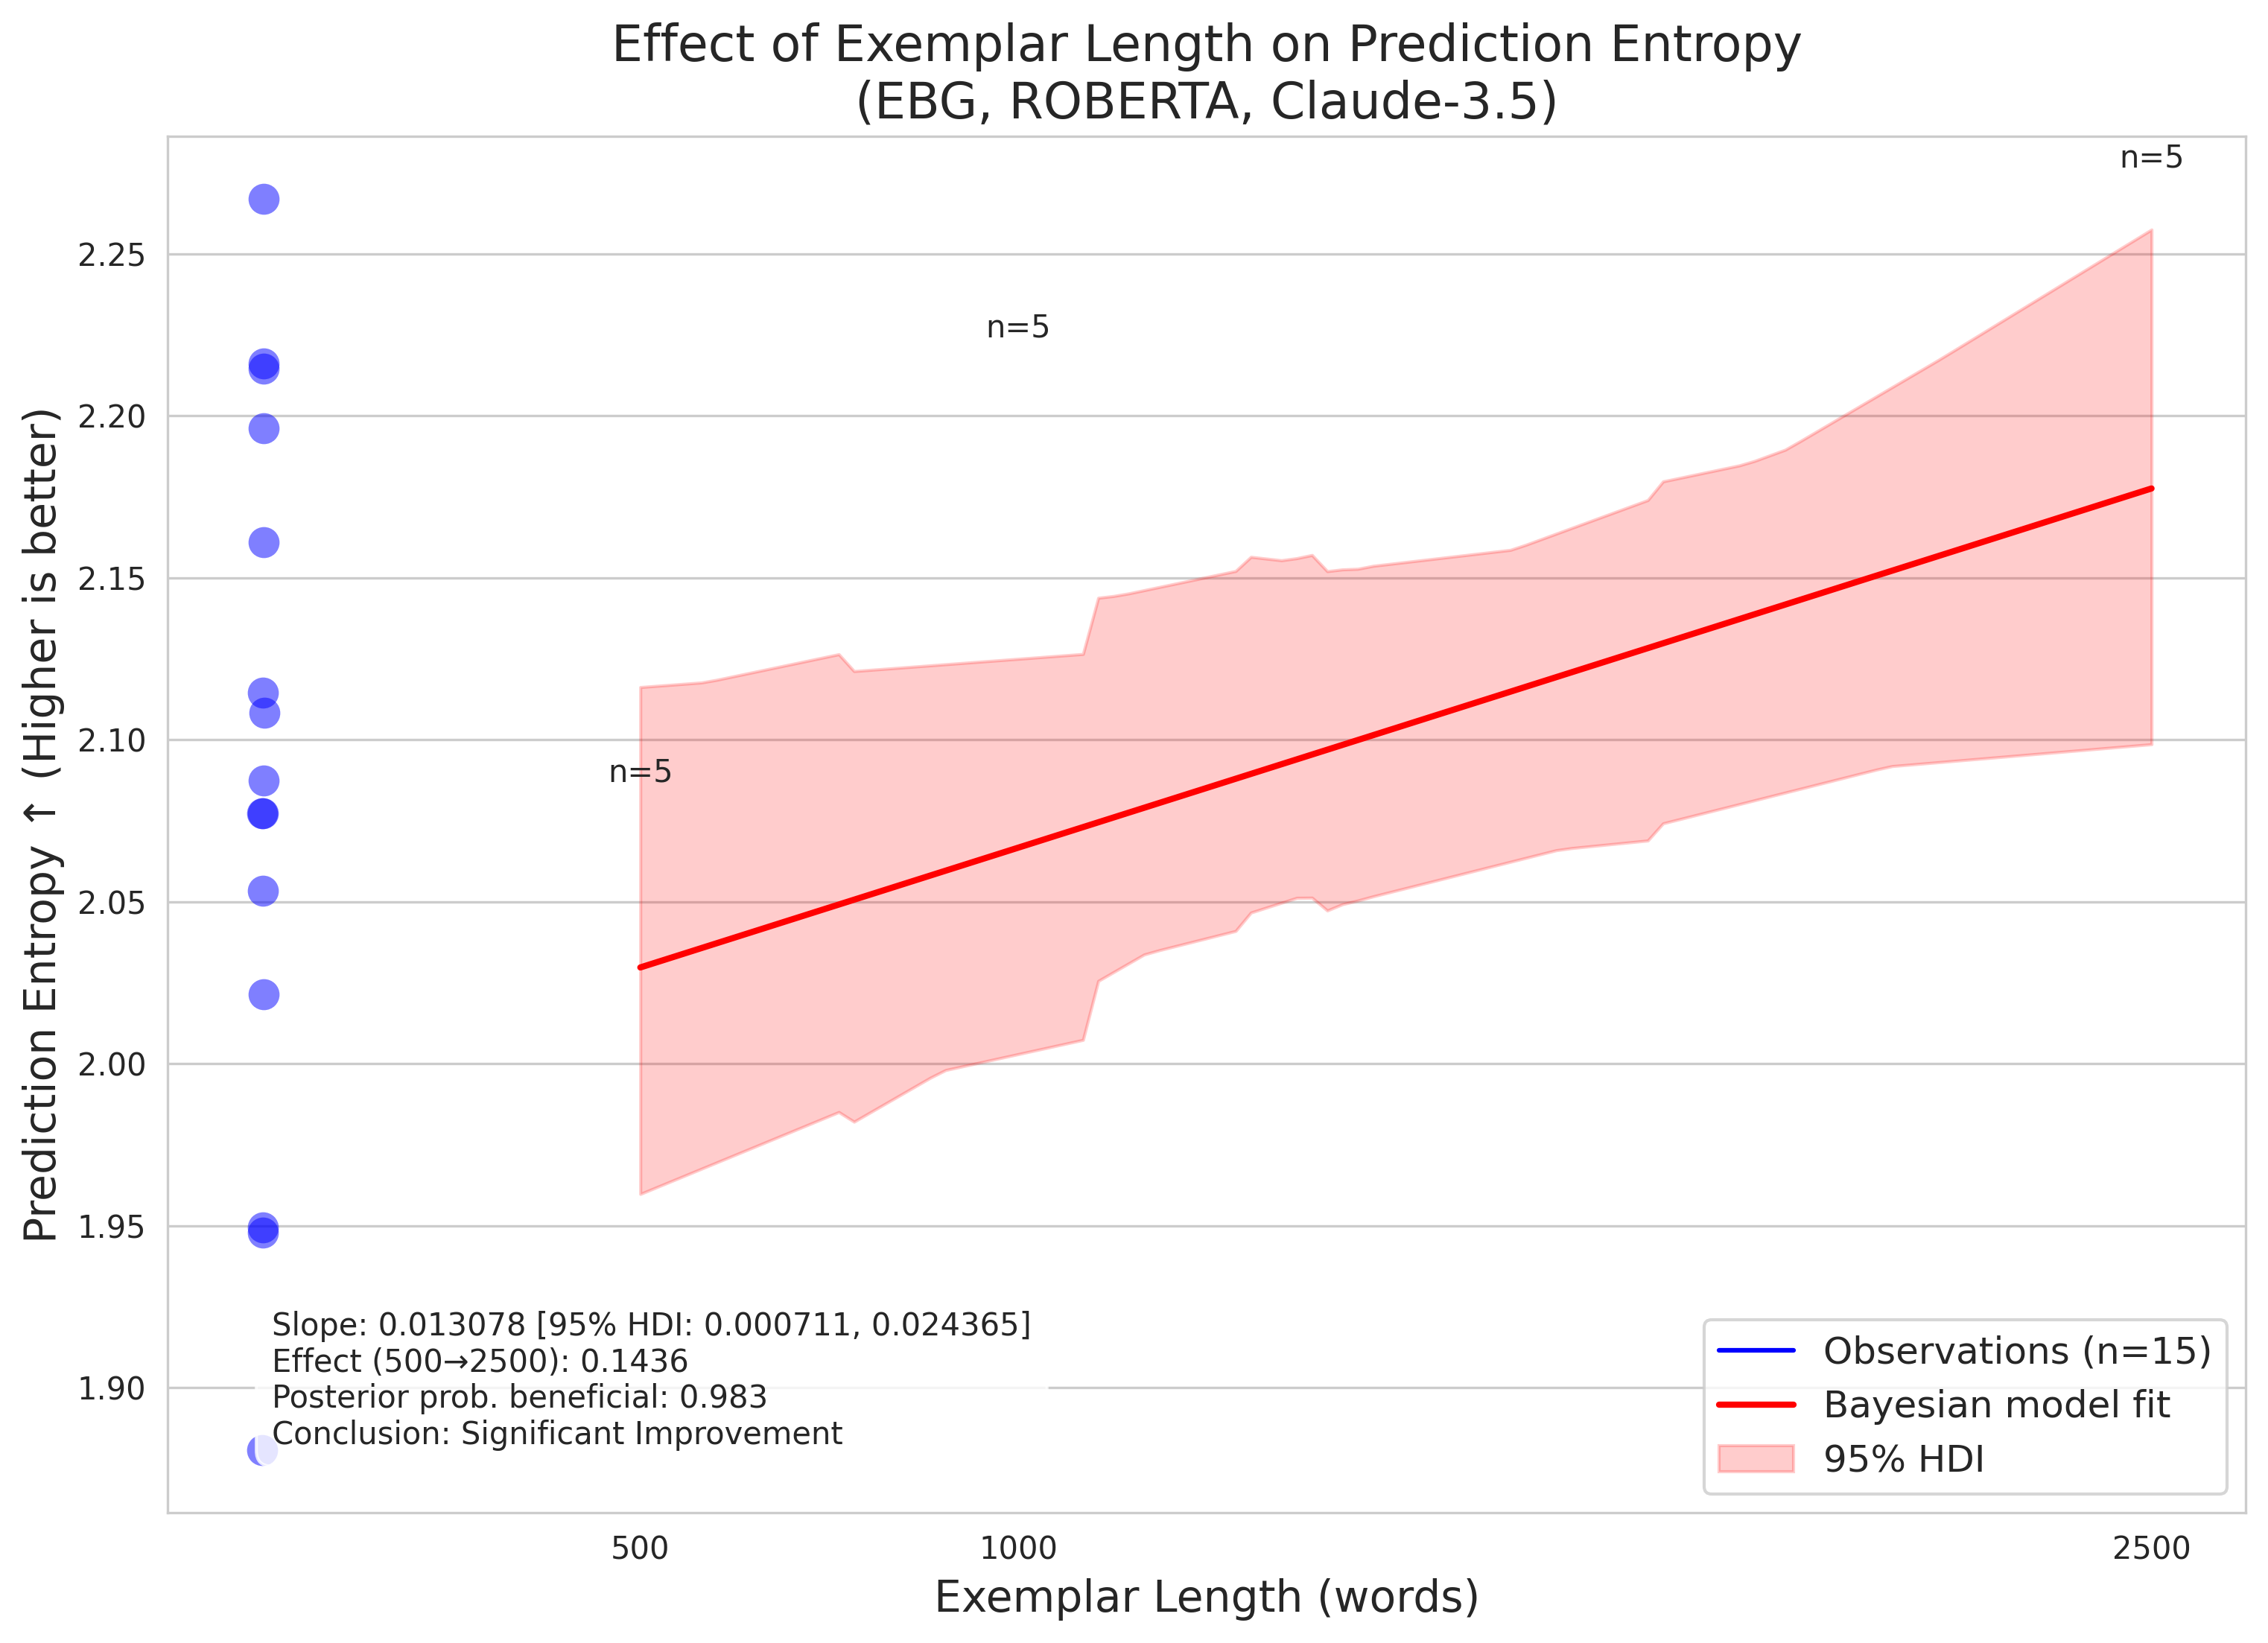 Effect of Exemplar Length on Prediction Entropy
(EBG, ROBERTA, Claude-3.5)
Prediction Entropy ↑ (Higher is better)
2.25
2.20
2.15
2.10
2.05
2.00
1.95
1.90
n=5
n=5
n=5
Slope: 0.013078 [95% HDI: 0.000711, 0.024365]
Effect (500→2500): 0.1436
Posterior prob. beneficial: 0.983
Conclusion: Significant Improvement
Observations (n=15)
Bayesian model fit
95% HDI
500
1000
2500
Exemplar Length (words)